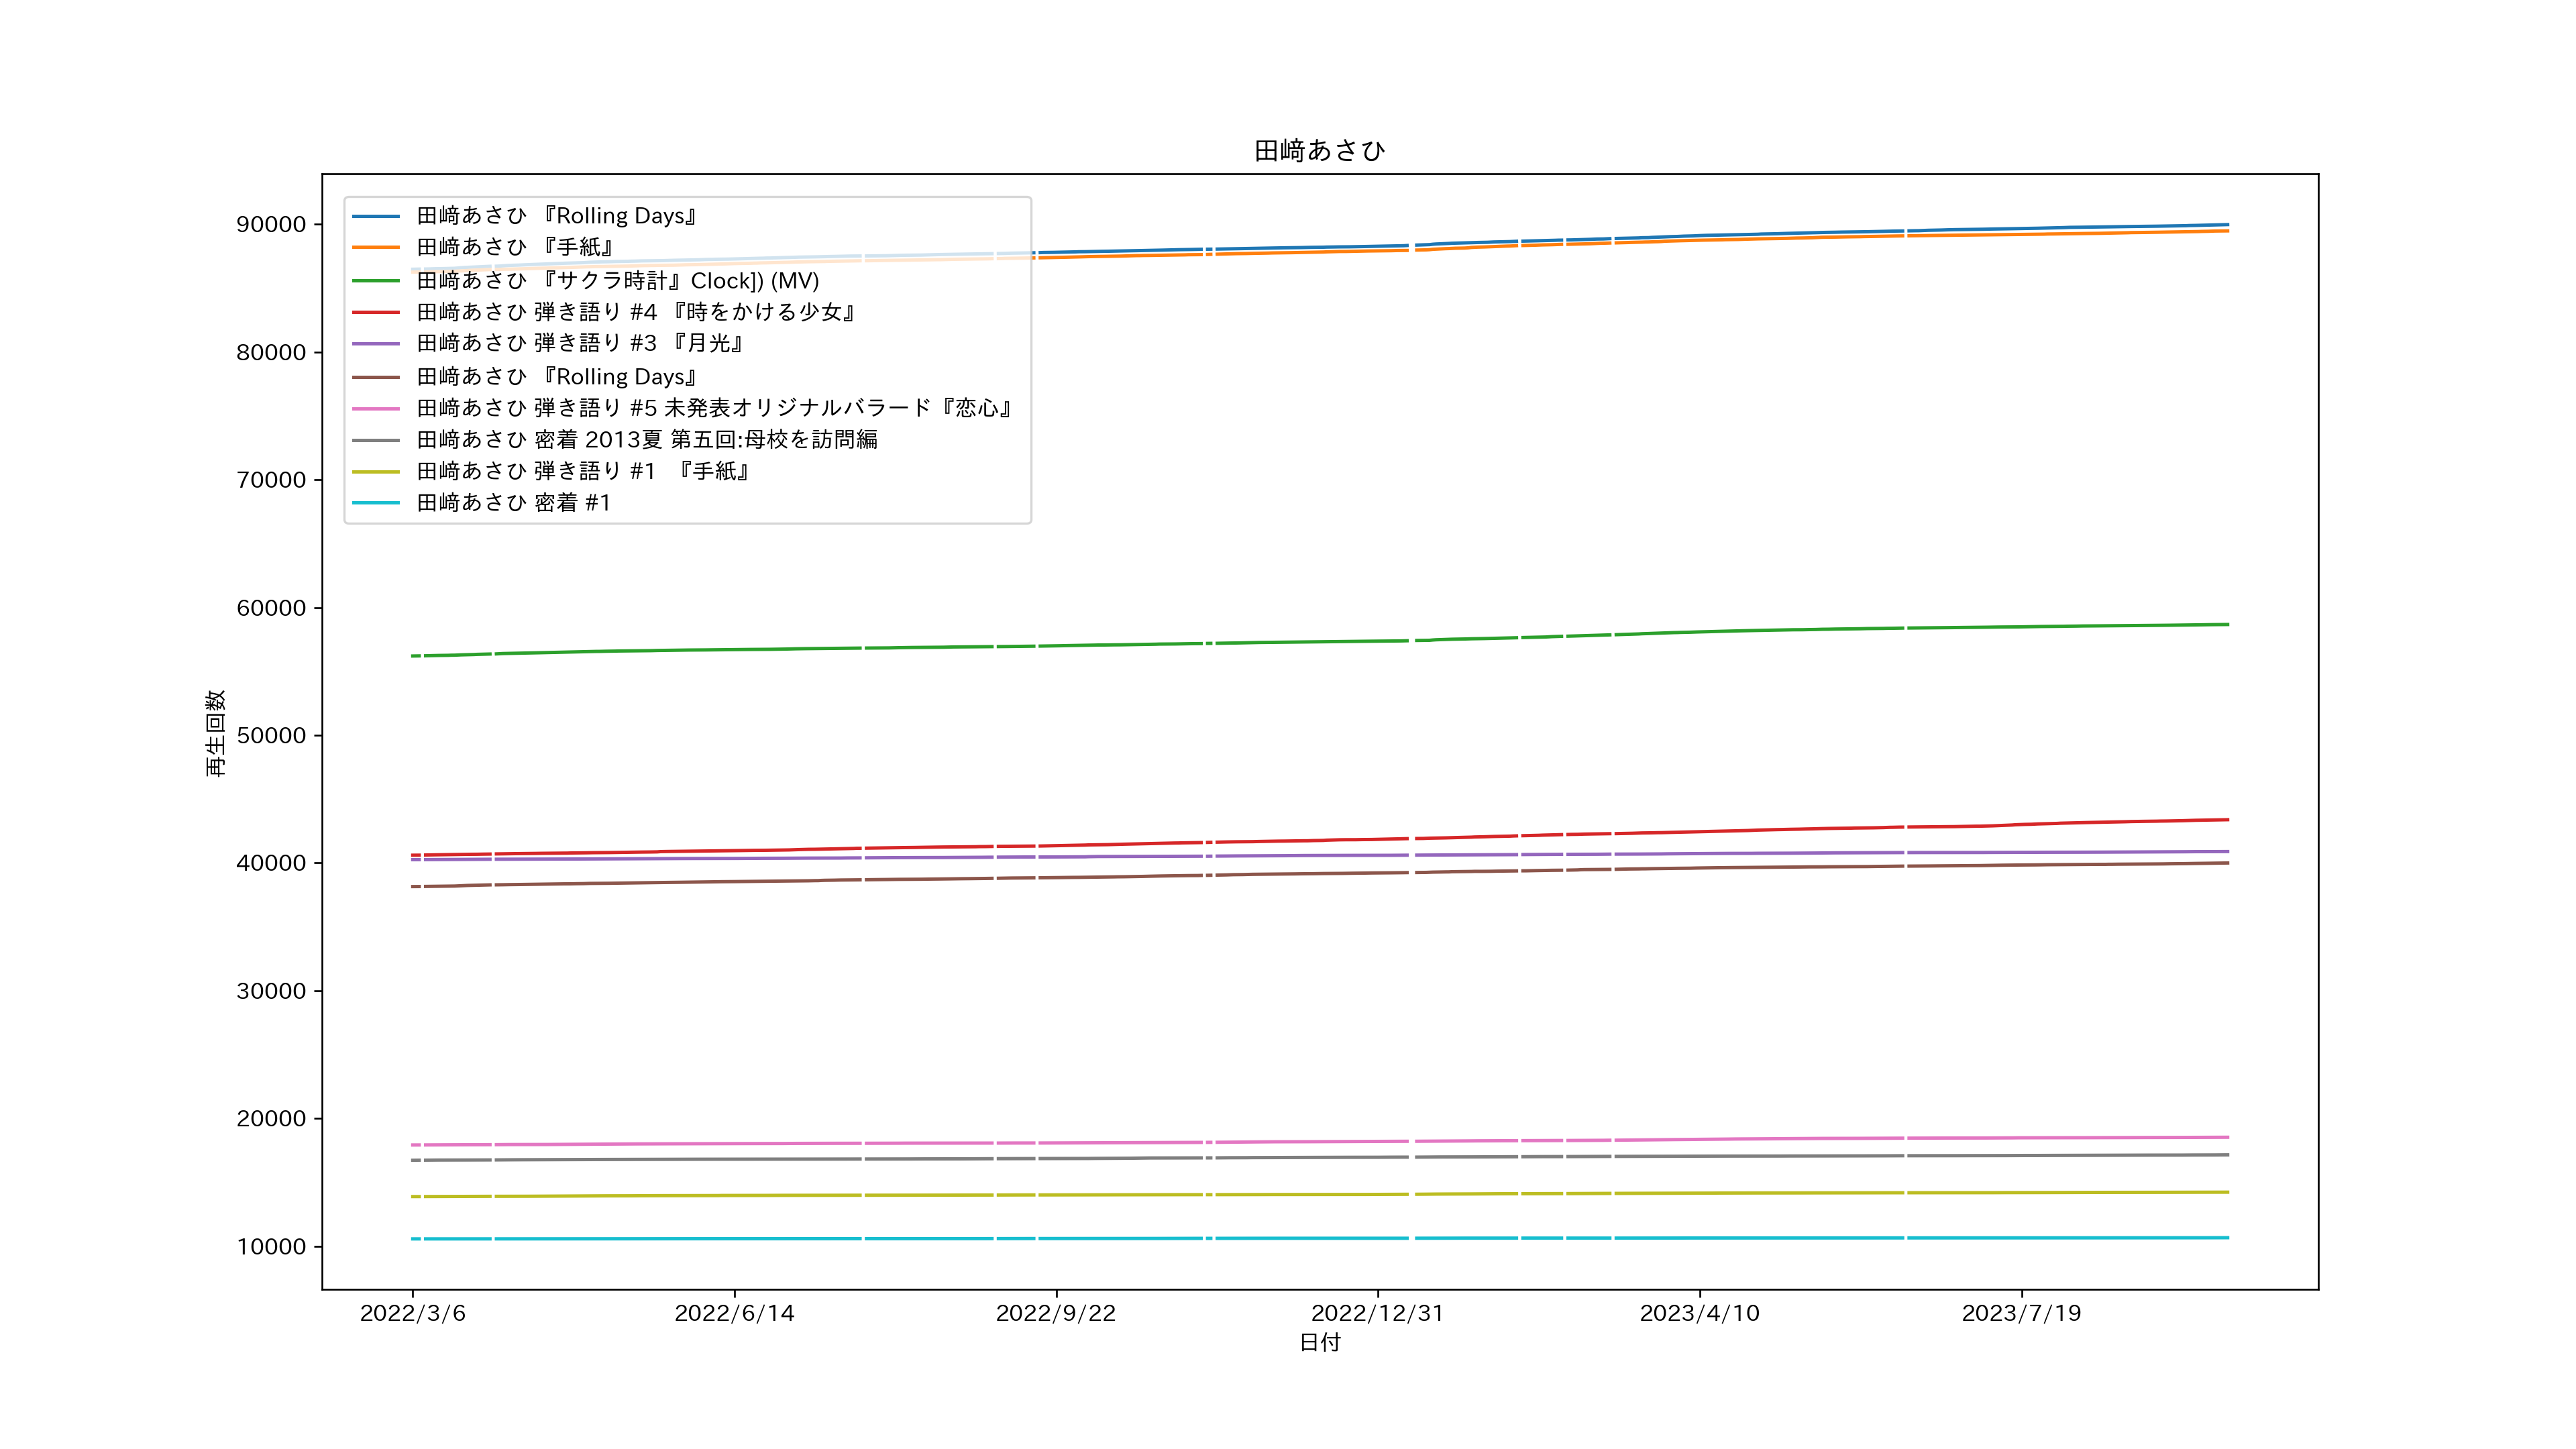 田﨑あさひ
90000
80000
70000
60000
50000
40000
30000
20000
10000
再生回数
田﨑あさひ 『Rolling Days』
田﨑あさひ 『手紙』
田﨑あさひ 『サクラ時計』Clock]) (MV)
田﨑あさひ 弾き語り #4 『時をかける少女』
田﨑あさひ 弾き語り #3 『月光』
田﨑あさひ 『Rolling Days』
田﨑あさひ 弾き語り #5 未発表オリジナルバラード『恋心』
田﨑あさひ 密着 2013夏 第五回:母校を訪問編
田﨑あさひ 弾き語り #1 『手紙』
田﨑あさひ 密着 #1
2022/3/6 2022/6/14 2022/9/22 2022/12/31 2023/4/10 2023/7/19
日付